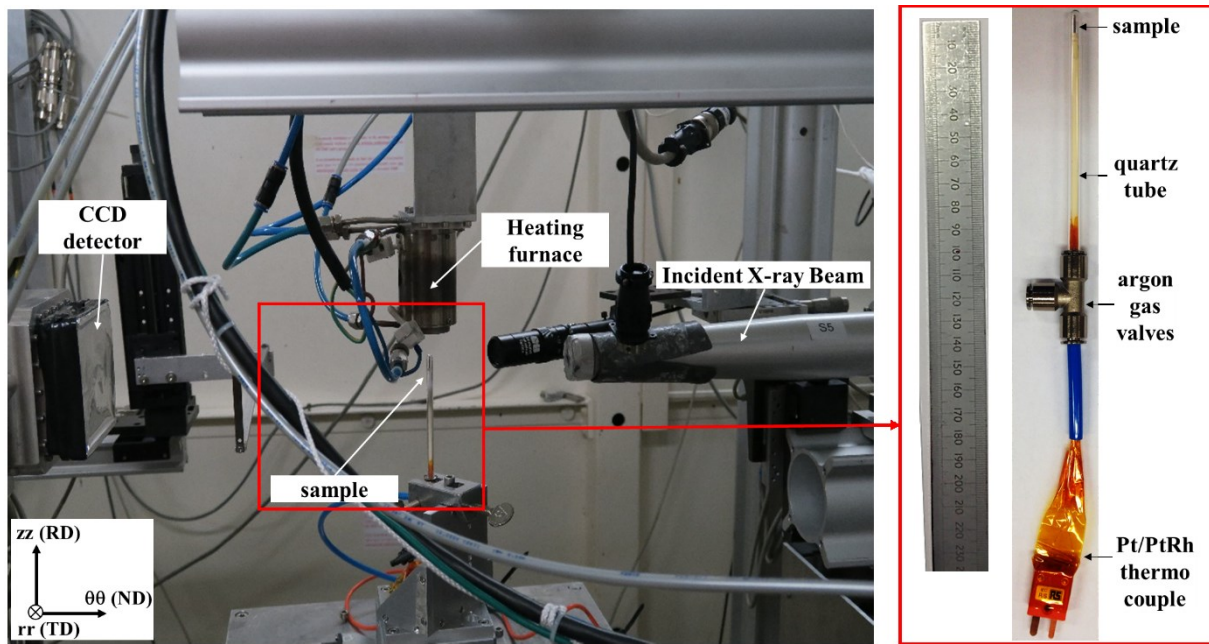 CCD
detector
Heating
furnace
Incident X-ray Beam
S5
sample
zz (RD)
θθ (ND)
rr (TD)
10
20
30
40
50
60
70
80
90
100
110
120
130
140
150
160
170
180
190
200
210
220
230
sample
quartz
tube
argon
gas
valves
Pt/PtRh
thermo
couple
RS